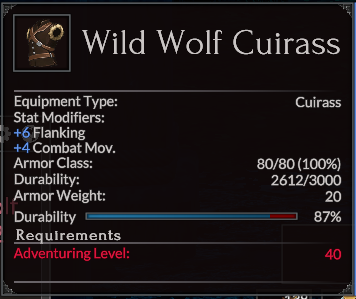 Wild Wolf Cuirass
Equipment Type: Cuirass
Stat Modifiers:
+6 Flanking
+4 Combat Mov.
Armor Class: 80/80 (100%)
Durability: 2612/3000
Armor Weight: 20
Durability 87%
Requirements
Adventuring Level: 40